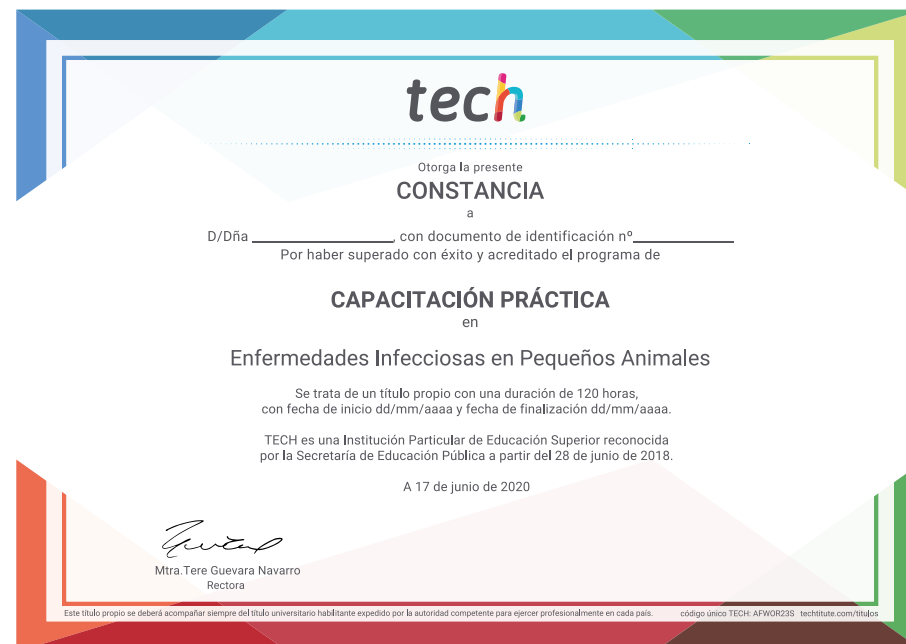 tech
Otorga la presente
CONSTANCIA
a
D/Dña ____________________, con documento de identificación nº______________
Por haber superado con éxito y acreditado el programa de
CAPACITACIÓN PRÁCTICA
en
Enfermedades Infecciosas en Pequeños Animales
Se trata de un título propio con una duración de 120 horas,
con fecha de inicio dd/mm/aaaa y fecha de finalización dd/mm/aaaa.
TECH es una Institución Particular de Educación Superior reconocida
por la Secretaría de Educación Pública a partir del 28 de junio de 2018.
A 17 de junio de 2020
Mtra.Tere Guevara Navarro
Rectora
Este título propio se deberá acompañar siempre del título universitario habilitante expedido por la autoridad competente para ejercer profesionalmente en cada país. código único TECH: AFWOR23S techtitute.com/títulos